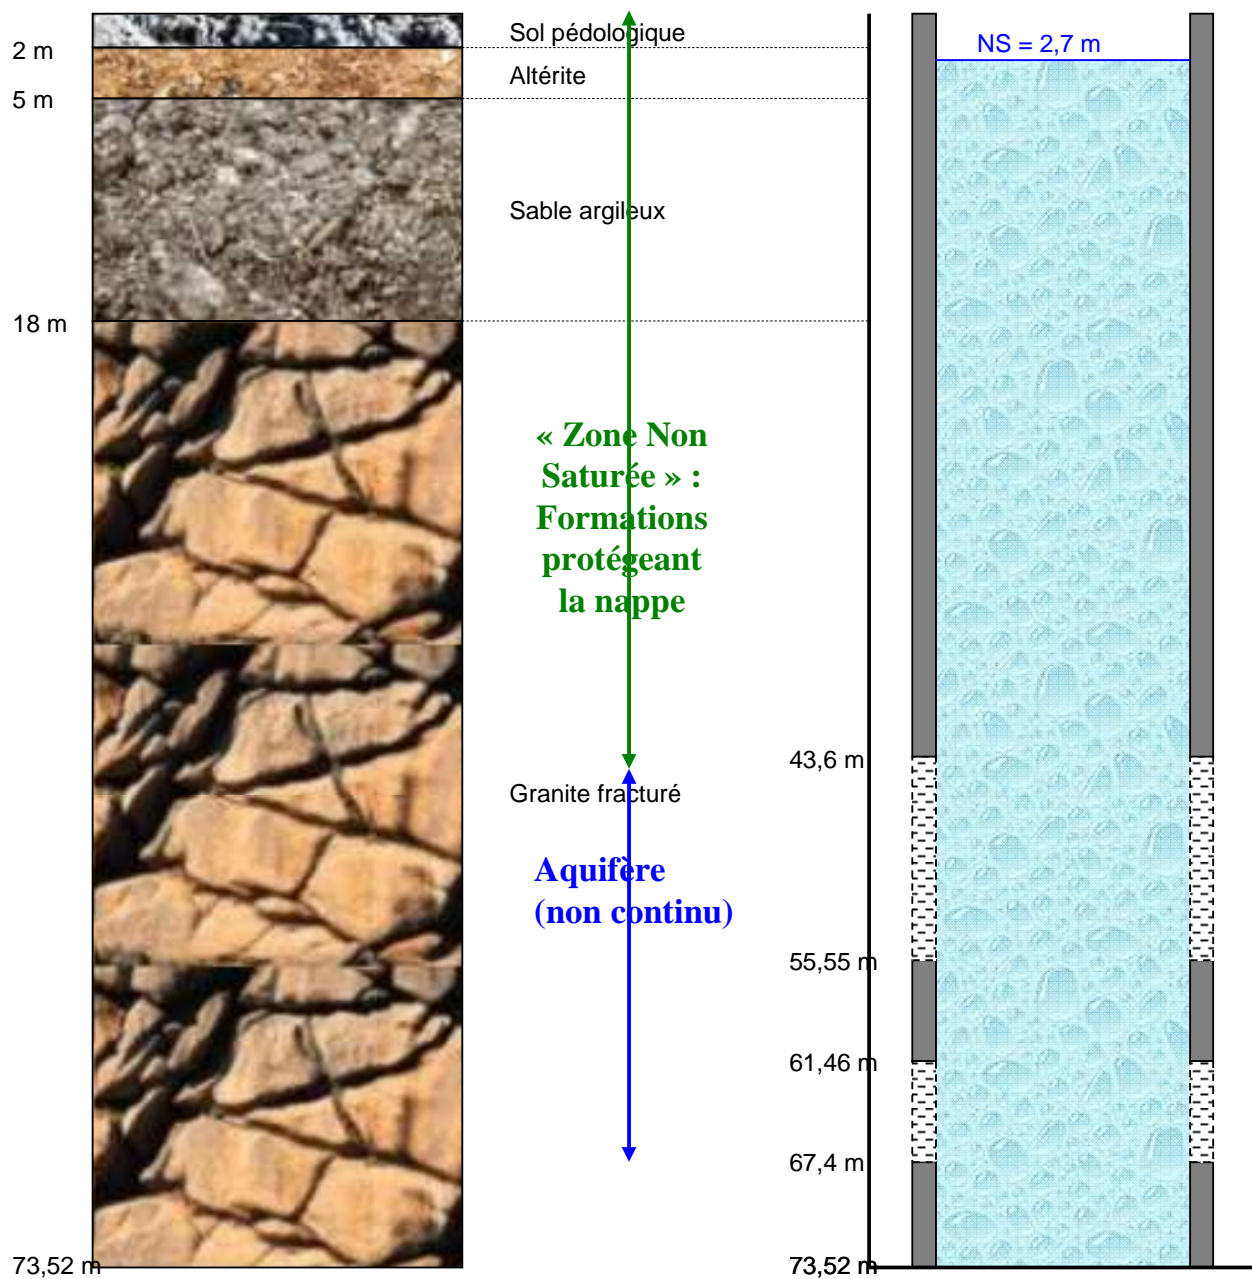 Sol pédologique
2 m
NS = 2,7 m
Altérite
5 m
Sable argileux
18 m
« Zone Non
Saturée » :
Formations
protégeant
la nappe
43,6 m
Granite fracturé
Aquifère
(non continu)
55,55 m
61,46 m
67,4 m
73,52 m
73,52 m